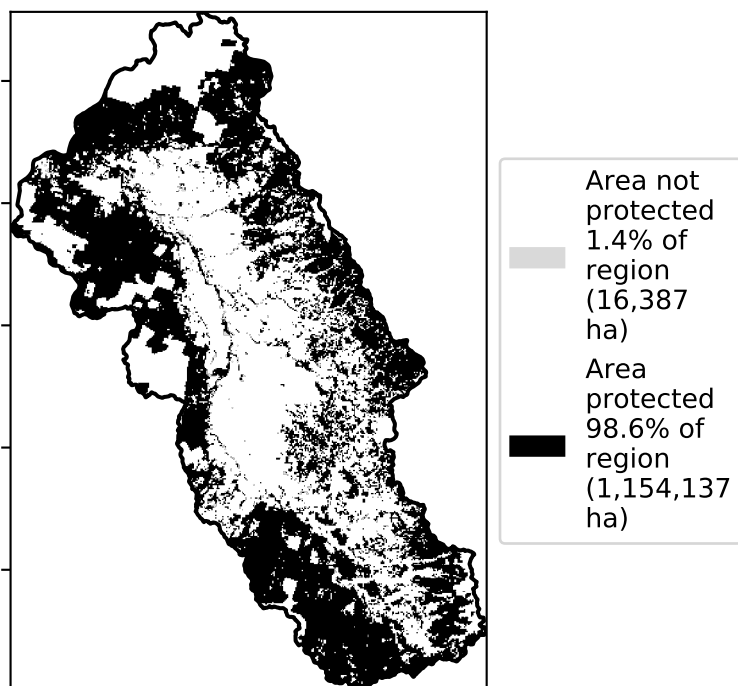 Area not
protected
1.4% of
region
(16,387
ha)
Area
protected
98.6% of
region
(1,154,137
ha)